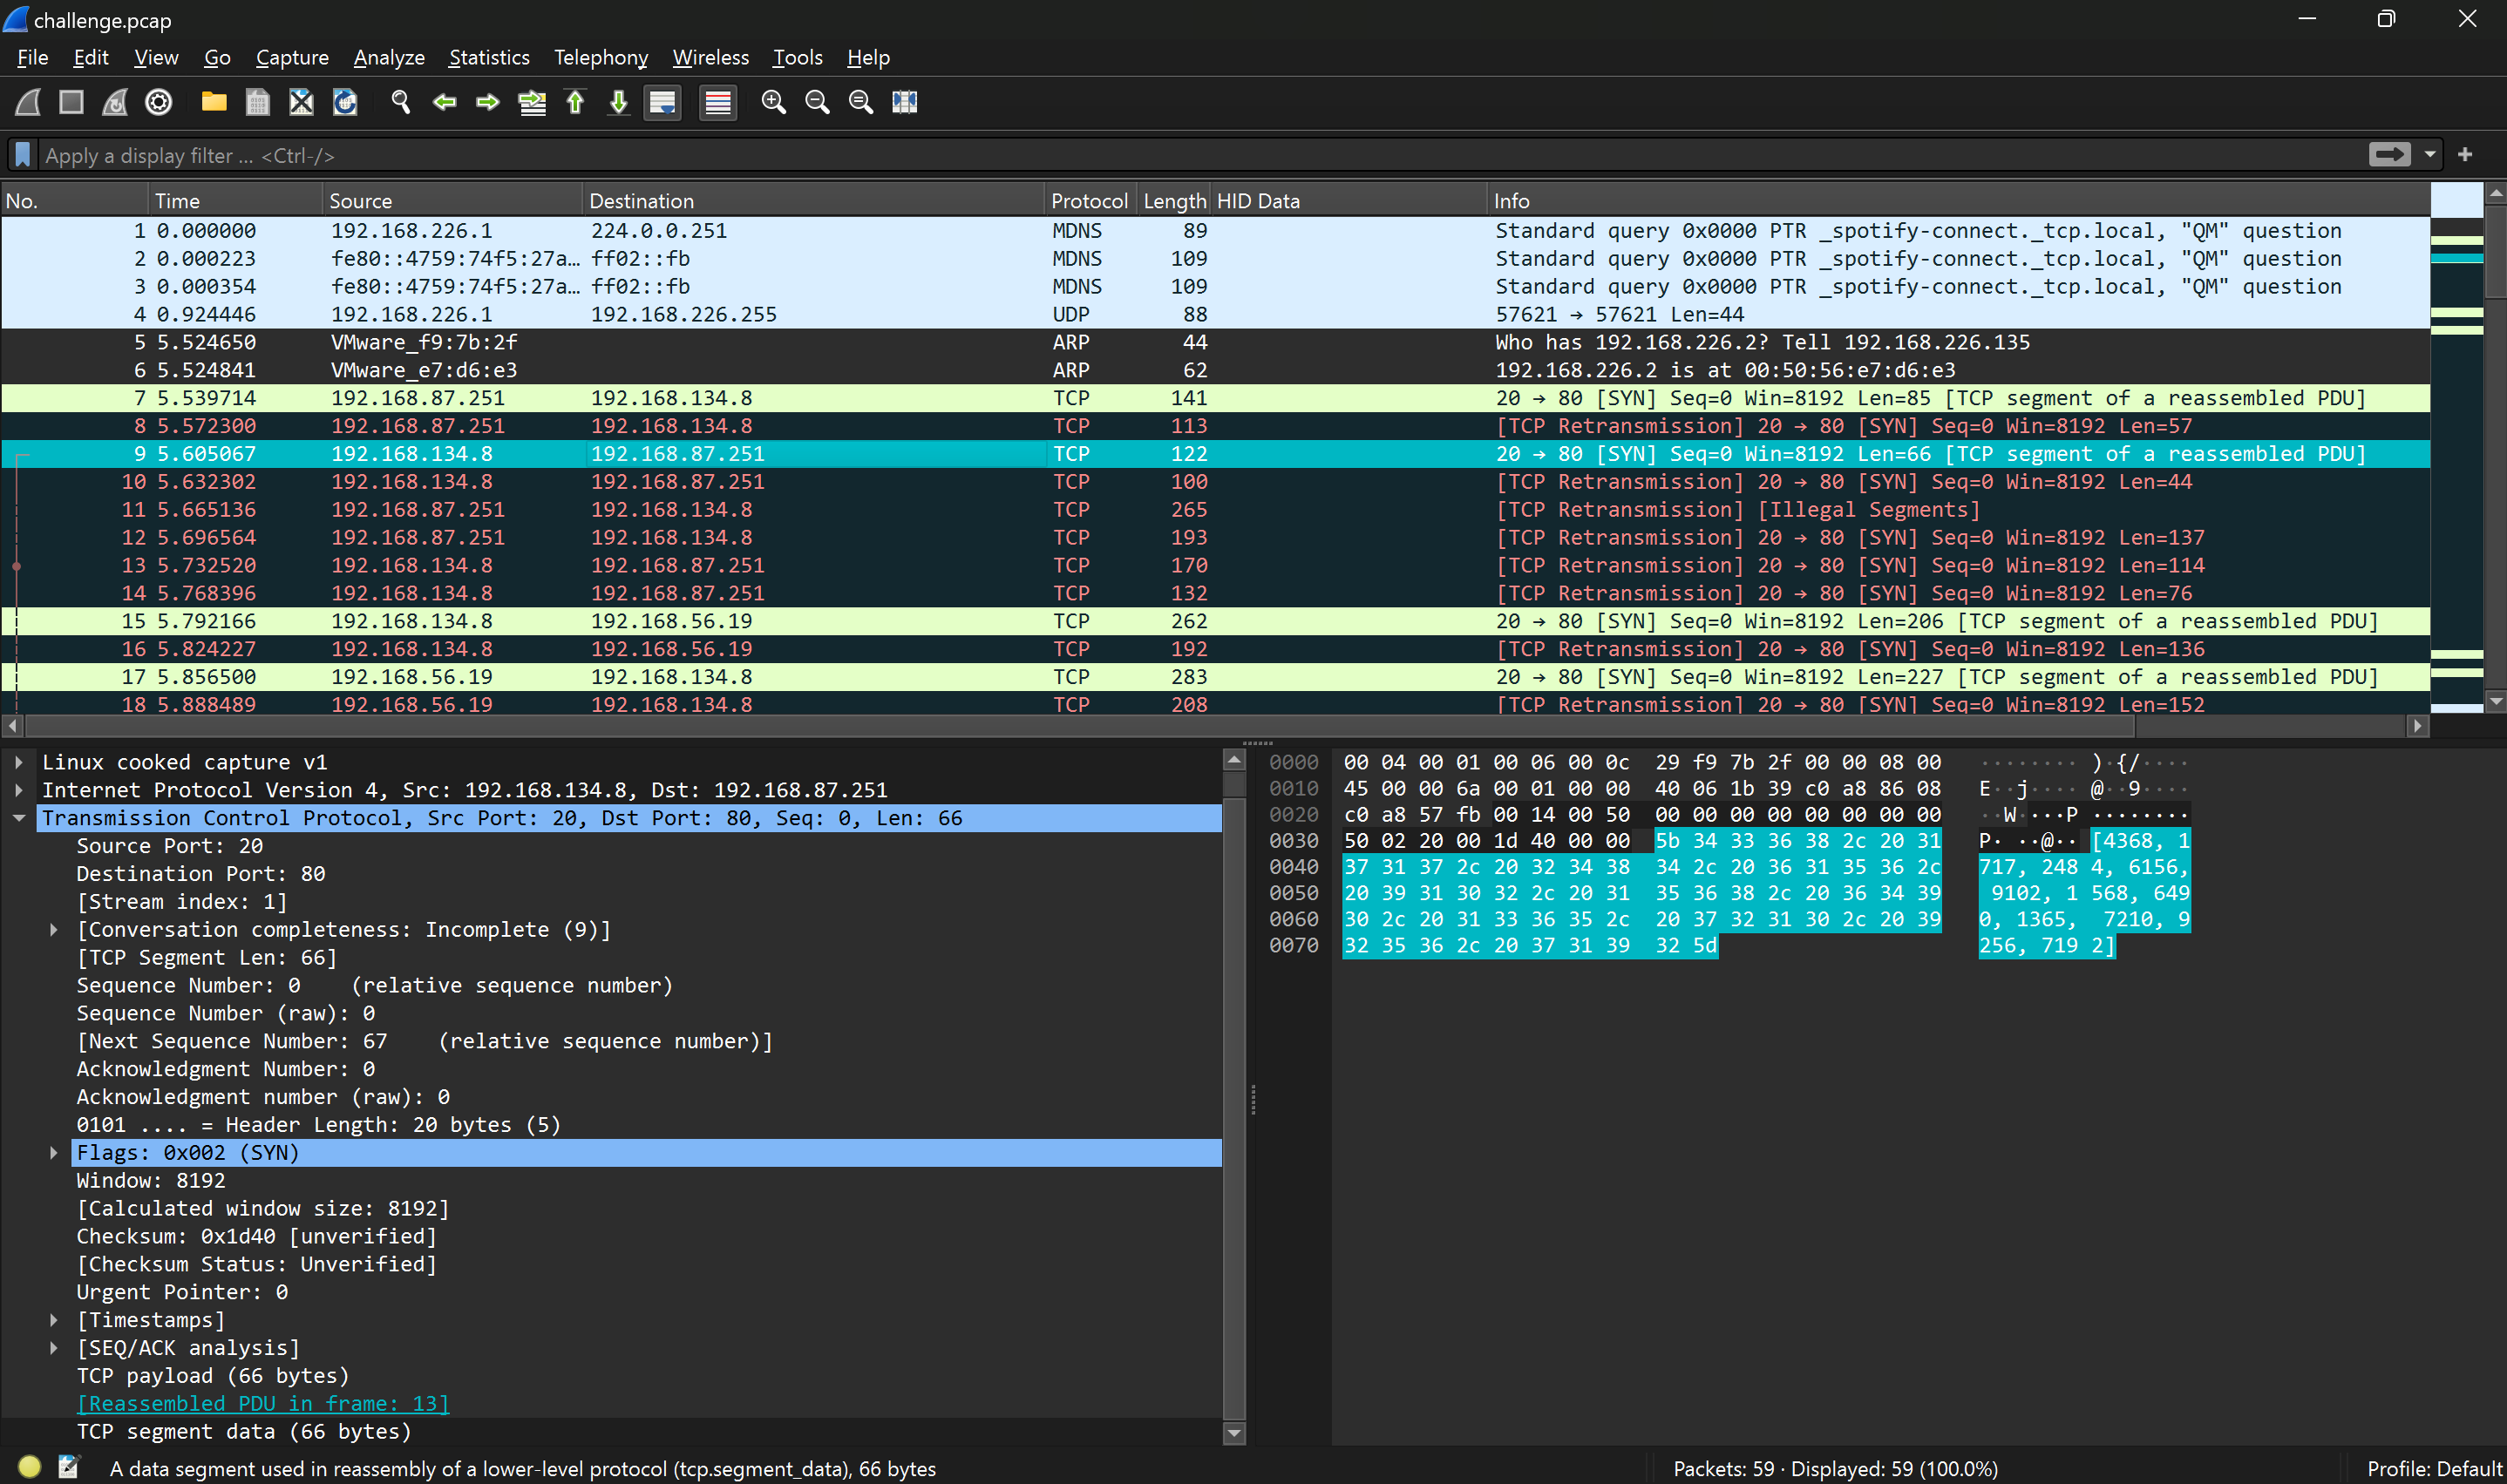 challenge.pcap
File Edit View Go Capture Analyze Statistics Telephony Wireless Tools Help
Apply a display filter … <Ctrl-/>
No. Time Source Destination Protocol Length HID Data Info
1 0.000000 192.168.226.1 224.0.0.251 MDNS 89 Standard query 0x0000 PTR _spotify-connect._tcp.local, "QM" question
2 0.000223 fe80::4759:74f5:27a… ff02::fb MDNS 109 Standard query 0x0000 PTR _spotify-connect._tcp.local, "QM" question
3 0.000354 fe80::4759:74f5:27a… ff02::fb MDNS 109 Standard query 0x0000 PTR _spotify-connect._tcp.local, "QM" question
4 0.924446 192.168.226.1 192.168.226.255 UDP 88 57621 → 57621 Len=44
5 5.524650 VMware_f9:7b:2f ARP 44 Who has 192.168.226.2? Tell 192.168.226.135
6 5.524841 VMware_e7:d6:e3 ARP 62 192.168.226.2 is at 00:50:56:e7:d6:e3
7 5.539714 192.168.87.251 192.168.134.8 TCP 141 20 → 80 [SYN] Seq=0 Win=8192 Len=85 [TCP segment of a reassembled PDU]
8 5.572300 192.168.87.251 192.168.134.8 TCP 113 [TCP Retransmission] 20 → 80 [SYN] Seq=0 Win=8192 Len=57
9 5.605067 192.168.134.8 192.168.87.251 TCP 122 20 → 80 [SYN] Seq=0 Win=8192 Len=66 [TCP segment of a reassembled PDU]
10 5.632302 192.168.134.8 192.168.87.251 TCP 100 [TCP Retransmission] 20 → 80 [SYN] Seq=0 Win=8192 Len=44
11 5.665136 192.168.87.251 192.168.134.8 TCP 265 [TCP Retransmission] [Illegal Segments]
12 5.696564 192.168.87.251 192.168.134.8 TCP 193 [TCP Retransmission] 20 → 80 [SYN] Seq=0 Win=8192 Len=137
13 5.732520 192.168.134.8 192.168.87.251 TCP 170 [TCP Retransmission] 20 → 80 [SYN] Seq=0 Win=8192 Len=114
14 5.768396 192.168.134.8 192.168.87.251 TCP 132 [TCP Retransmission] 20 → 80 [SYN] Seq=0 Win=8192 Len=76
15 5.792166 192.168.134.8 192.168.56.19 TCP 262 20 → 80 [SYN] Seq=0 Win=8192 Len=206 [TCP segment of a reassembled PDU]
16 5.824227 192.168.134.8 192.168.56.19 TCP 192 [TCP Retransmission] 20 → 80 [SYN] Seq=0 Win=8192 Len=136
17 5.856500 192.168.56.19 192.168.134.8 TCP 283 20 → 80 [SYN] Seq=0 Win=8192 Len=227 [TCP segment of a reassembled PDU]
18 5.888489 192.168.56.19 192.168.134.8 TCP 208 [TCP Retransmission] 20 → 80 [SYN] Seq=0 Win=8192 Len=152
Linux cooked capture v1
Internet Protocol Version 4, Src: 192.168.134.8, Dst: 192.168.87.251
Transmission Control Protocol, Src Port: 20, Dst Port: 80, Seq: 0, Len: 66
Source Port: 20
Destination Port: 80
[Stream index: 1]
[Conversation completeness: Incomplete (9)]
[TCP Segment Len: 66]
Sequence Number: 0    (relative sequence number)
Sequence Number (raw): 0
[Next Sequence Number: 67    (relative sequence number)]
Acknowledgment Number: 0
Acknowledgment number (raw): 0
0101 .... = Header Length: 20 bytes (5)
Flags: 0x002 (SYN)
Window: 8192
[Calculated window size: 8192]
Checksum: 0x1d40 [unverified]
[Checksum Status: Unverified]
Urgent Pointer: 0
[Timestamps]
[SEQ/ACK analysis]
TCP payload (66 bytes)
[Reassembled PDU in frame: 13]
TCP segment data (66 bytes)
0000 00 04 00 01 00 06 00 0c 29 f9 7b 2f 00 00 08 00 ········ )·{/····
0010 45 00 00 6a 00 01 00 00 40 06 1b 39 c0 a8 86 08 E··j···· @··9····
0020 c0 a8 57 fb 00 14 00 50 00 00 00 00 00 00 00 00 ··W····P ········
0030 50 02 20 00 1d 40 00 00 5b 34 33 36 38 2c 20 31 P· ··@·· [4368, 1
0040 37 31 37 2c 20 32 34 38 34 2c 20 36 31 35 36 2c 717, 248 4, 6156,
0050 20 39 31 30 32 2c 20 31 35 36 38 2c 20 36 34 39 9102, 1 568, 649
0060 30 2c 20 31 33 36 35 2c 20 37 32 31 30 2c 20 39 0, 1365, 7210, 9
0070 32 35 36 2c 20 37 31 39 32 5d 256, 719 2]
A data segment used in reassembly of a lower-level protocol (tcp.segment_data), 66 bytes
Packets: 59 · Displayed: 59 (100.0%)
Profile: Default